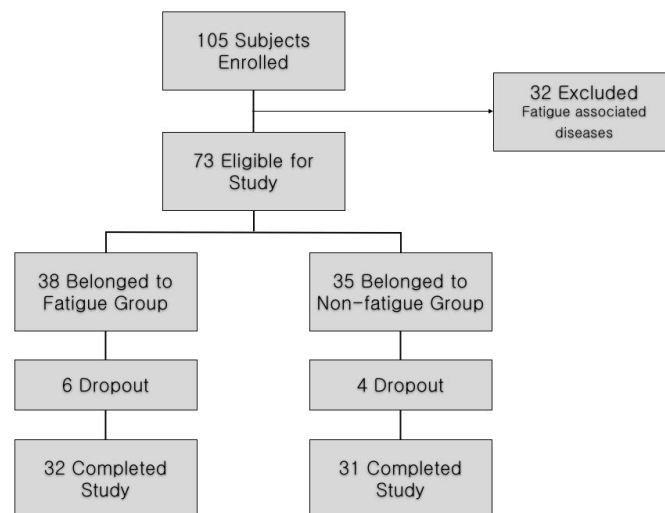 105 Subjects
Enrolled
32 Excluded
Fatigue associated
diseases
73 Eligible for
Study
38 Belonged to
Fatigue Group
35 Belonged to
Non-fatigue Group
6 Dropout
4 Dropout
32 Completed
Study
31 Completed
Study